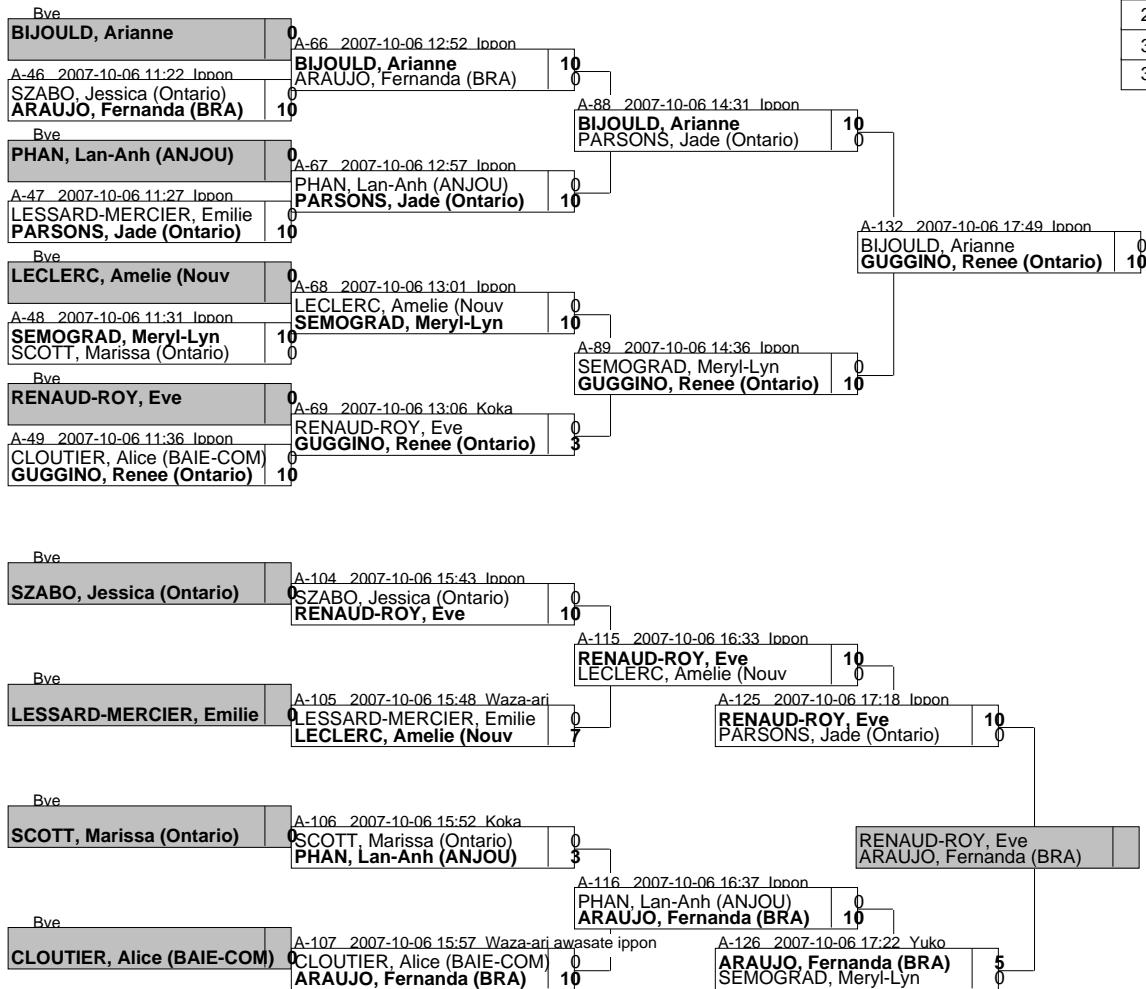 Bye
BIJOULD, Arianne 0
A-46 2007-10-06 11:22 Ippon
SZABO, Jessica (Ontario) 0
ARAUJO, Fernanda (BRA) 10
Bye
PHAN, Lan-Anh (ANJOU) 0
A-47 2007-10-06 11:27 Ippon
LESSARD-MERCIER, Emilie 0
PARSONS, Jade (Ontario) 10
Bye
LECLERC, Amelie (Nouv 0
A-48 2007-10-06 11:31 Ippon
SEMOGRAD, Meryl-Lyn 10
SCOTT, Marissa (Ontario) 0
Bye
RENAUD-ROY, Eve 0
A-49 2007-10-06 11:36 Ippon
CLOUTIER, Alice (BAIE-COM) 0
GUGGINO, Renee (Ontario) 10
A-66 2007-10-06 12:52 Ippon
BIJOULD, Arianne 10
ARAUJO, Fernanda (BRA) 0
A-67 2007-10-06 12:57 Ippon
PHAN, Lan-Anh (ANJOU) 0
PARSONS, Jade (Ontario) 10
A-68 2007-10-06 13:01 Ippon
LECLERC, Amelie (Nouv 0
SEMOGRAD, Meryl-Lyn 10
A-69 2007-10-06 13:06 Koka
RENAUD-ROY, Eve 0
GUGGINO, Renee (Ontario) 3
A-88 2007-10-06 14:31 Ippon
BIJOULD, Arianne 10
PARSONS, Jade (Ontario) 0
A-89 2007-10-06 14:36 Ippon
SEMOGRAD, Meryl-Lyn 0
GUGGINO, Renee (Ontario) 10
A-132 2007-10-06 17:49 Ippon
BIJOULD, Arianne 0
GUGGINO, Renee (Ontario) 10
2
3
3
Bye
SZABO, Jessica (Ontario) 0
Bye
LESSARD-MERCIER, Emilie 0
Bye
SCOTT, Marissa (Ontario) 0
Bye
CLOUTIER, Alice (BAIE-COM) 0
A-104 2007-10-06 15:43 Ippon
SZABO, Jessica (Ontario) 0
RENAUD-ROY, Eve 10
A-105 2007-10-06 15:48 Waza-ari
LESSARD-MERCIER, Emilie 0
LECLERC, Amelie (Nouv 7
A-106 2007-10-06 15:52 Koka
SCOTT, Marissa (Ontario) 0
PHAN, Lan-Anh (ANJOU) 3
A-107 2007-10-06 15:57 Waza-ari awasate ippon
CLOUTIER, Alice (BAIE-COM) 0
ARAUJO, Fernanda (BRA) 10
A-115 2007-10-06 16:33 Ippon
RENAUD-ROY, Eve 10
LECLERC, Amelie (Nouv 0
A-116 2007-10-06 16:37 Ippon
PHAN, Lan-Anh (ANJOU) 0
ARAUJO, Fernanda (BRA) 10
A-125 2007-10-06 17:18 Ippon
RENAUD-ROY, Eve 10
PARSONS, Jade (Ontario) 0
A-126 2007-10-06 17:22 Yuko
ARAUJO, Fernanda (BRA) 5
SEMOGRAD, Meryl-Lyn 0
RENAUD-ROY, Eve
ARAUJO, Fernanda (BRA)